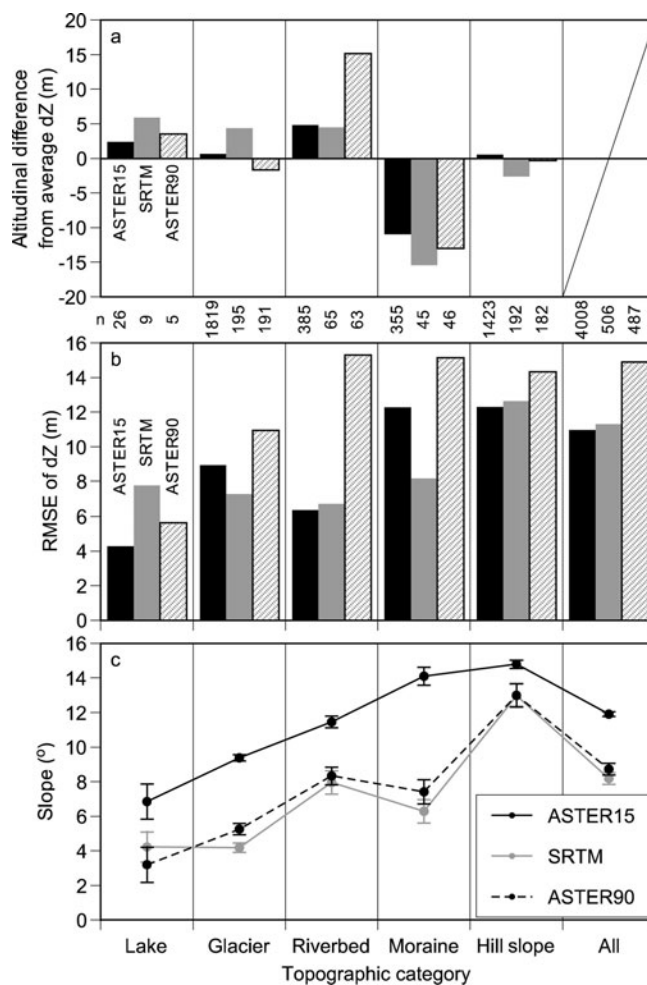 a
20
15
10
5
0
-5
-10
-15
-20
Altitudinal difference
from average dZ (m)
ASTER15
SRTM
ASTER90
n 26 9 5 1819 195 191 385 65 63 355 45 46 1423 192 182 4008 506 487
b
16
14
12
10
8
6
4
2
0
RMSE of dZ (m)
ASTER15
SRTM
ASTER90
c
16
14
12
10
8
6
4
2
0
Slope (º)
ASTER15
SRTM
ASTER90
Lake Glacier Riverbed Moraine Hill slope All
Topographic category